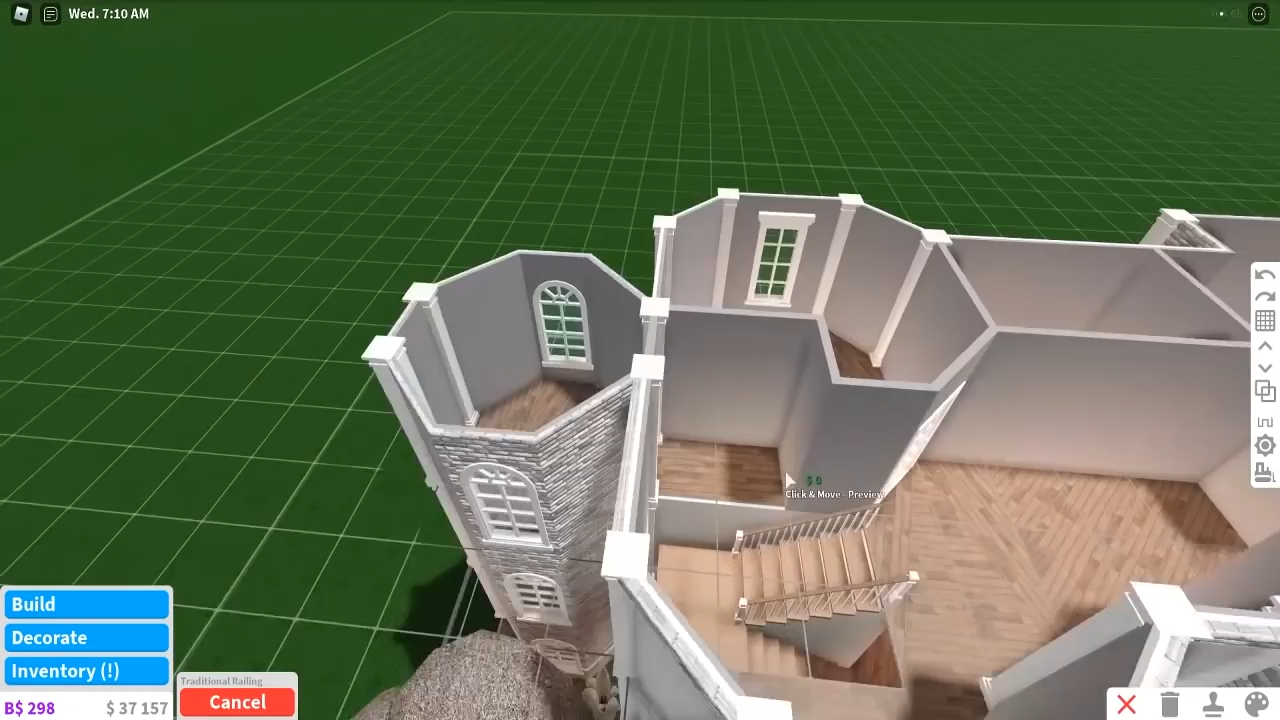 Wed. 7:10 AM
$ 0
Click & Move - Preview
Build
Decorate
Inventory (!)
Traditional Railing
Cancel
B$ 298
$ 37 157